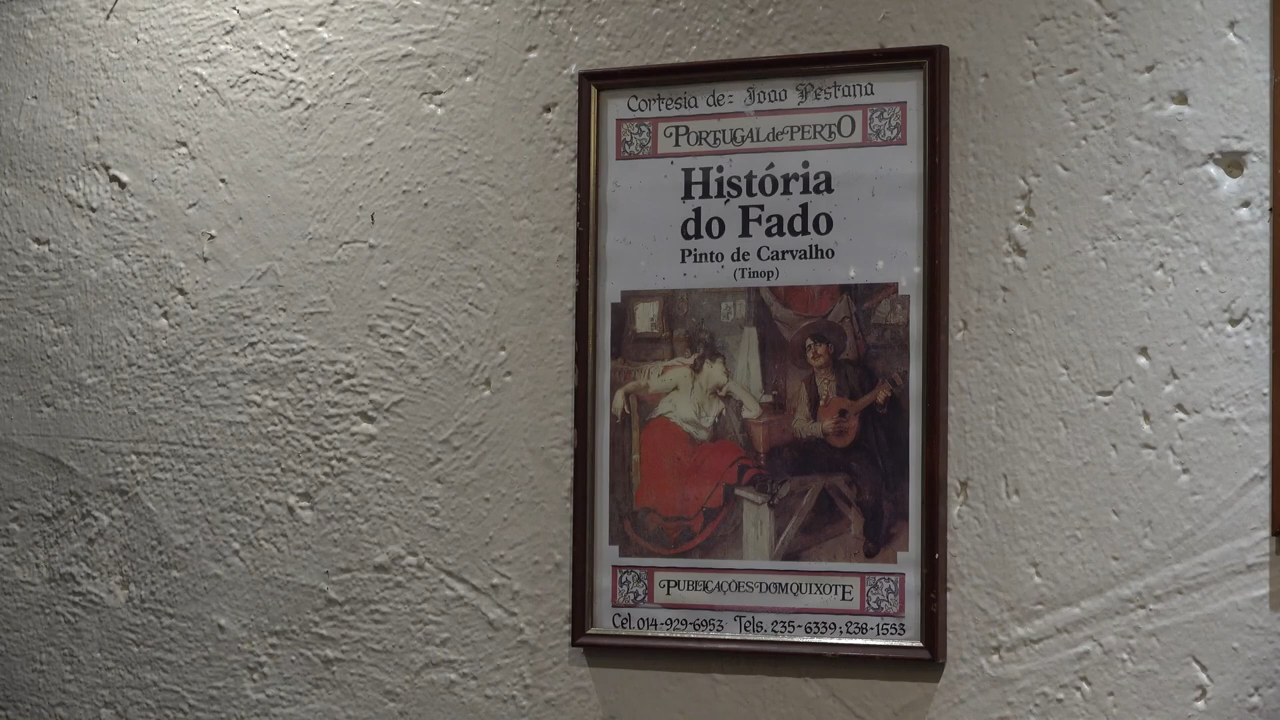 Cortesia de: Joao Pestana
PORTUGAL de PERTO
História
do Fado
Pinto de Carvalho
(Tinop)
PUBLICAÇÕES DOM QUIXOTE
Cel. 014-929-6953 Tels. 235-6339; 238-1553